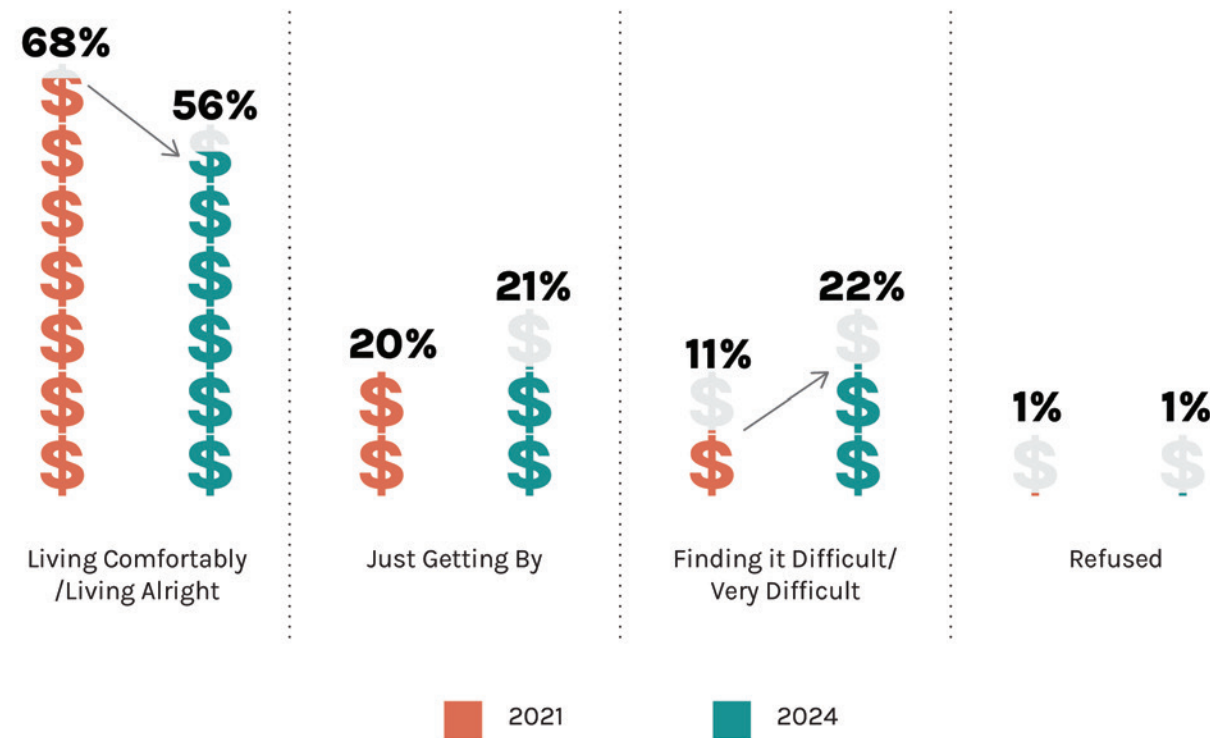 68%
56%
20%
21%
11%
22%
1%
1%
Living Comfortably
/Living Alright
Just Getting By
Finding it Difficult/
Very Difficult
Refused
2021
2024